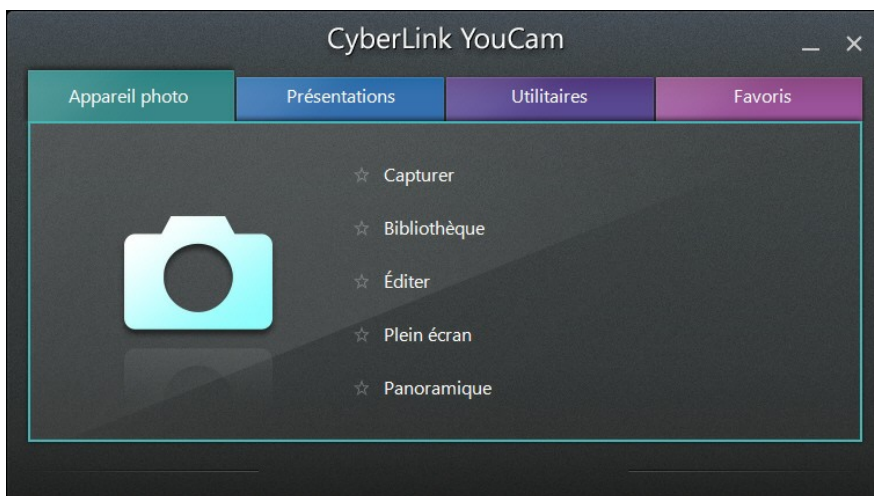 CyberLink YouCam
Appareil photo
Présentations
Utilitaires
Favoris
Capturer
Bibliothèque
Éditer
Plein écran
Panoramique